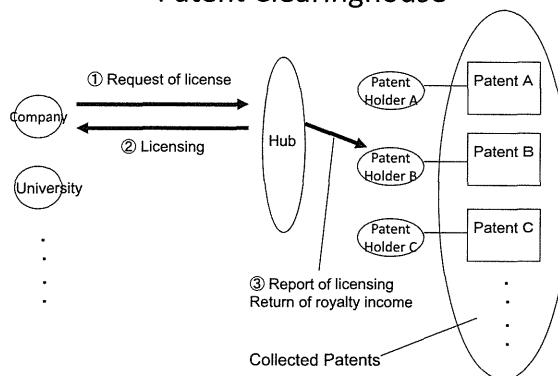 Patent Clearinghouse
① Request of license
Company
② Licensing
University
Hub
Patent
Holder A
Patent
Holder B
Patent
Holder C
Patent A
Patent B
Patent C
③ Report of licensing
Return of royalty income
Collected Patents